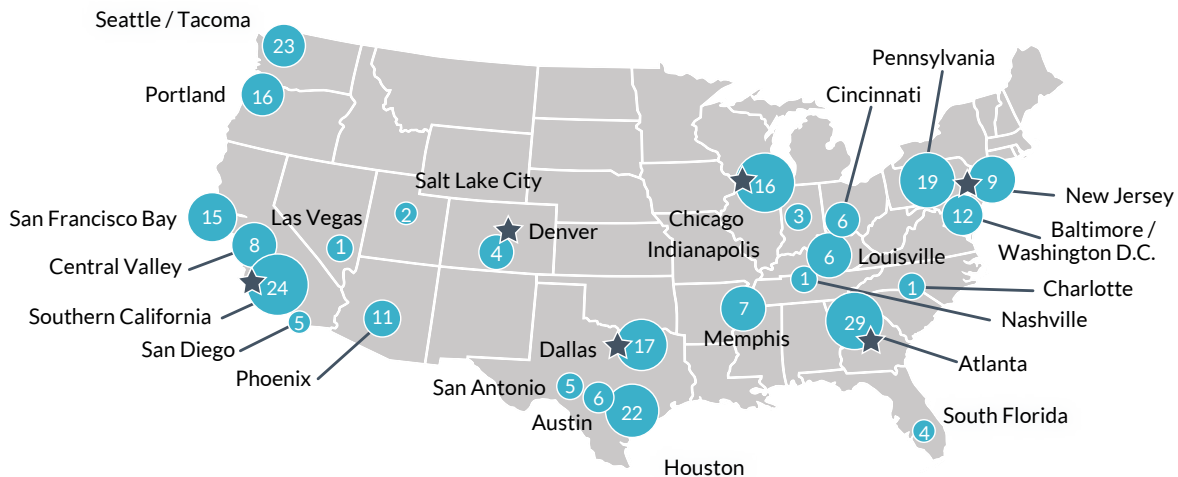 Seattle / Tacoma
23
Pennsylvania
Cincinnati
Portland
16
Salt Lake City
2
16
19
9
New Jersey
San Francisco Bay
15
Las Vegas
1
Chicago
3
6
12
Baltimore /
Washington D.C.
8
Central Valley
Denver
4
Indianapolis
6
Louisville
24
Southern California
1
1
Charlotte
Nashville
5
San Diego
11
Phoenix
7
Memphis
29
Atlanta
Dallas
17
San Antonio
5
6
Austin
22
Houston
South Florida
4